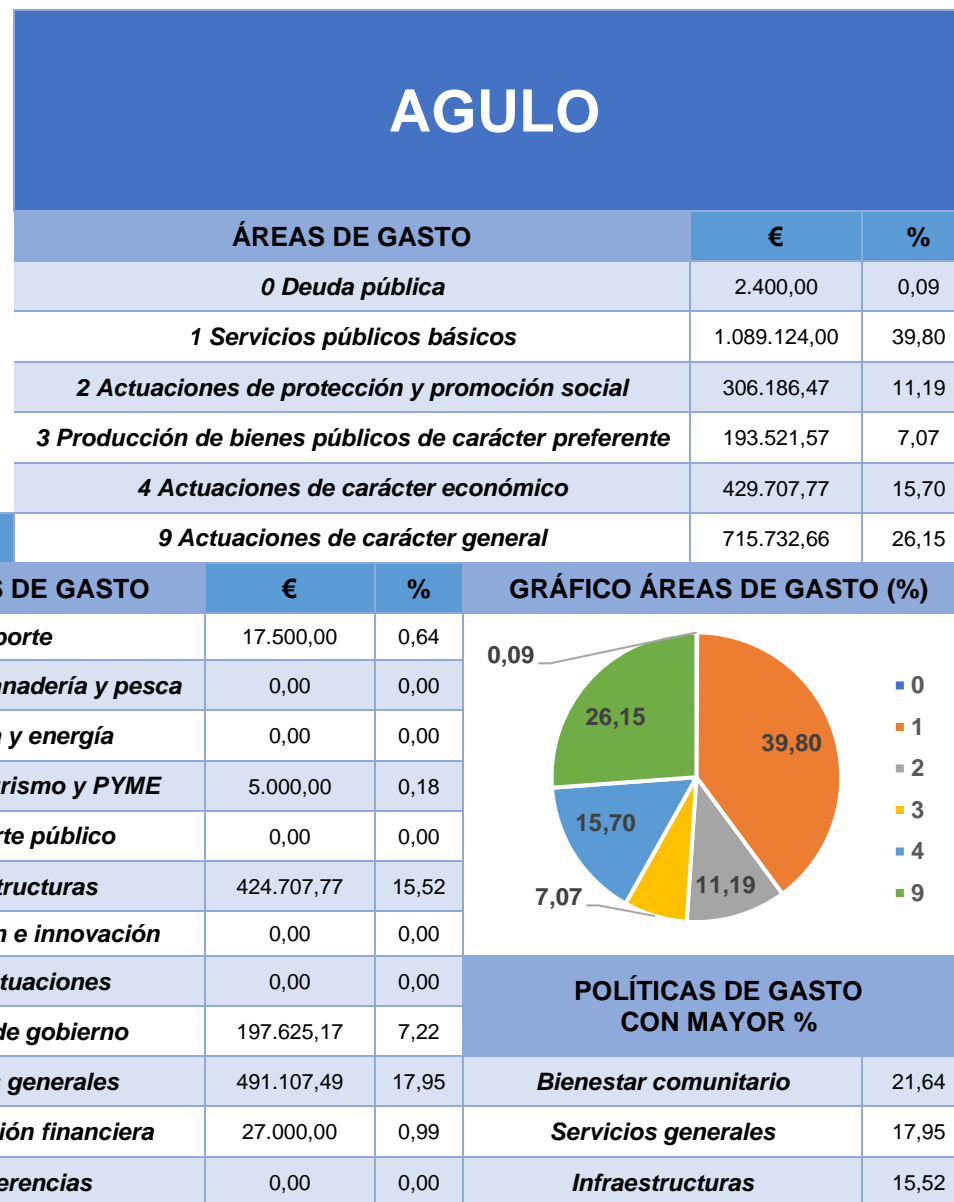 AGULO
ÁREAS DE GASTO € %
0 Deuda pública 2.400,00 0,09
1 Servicios públicos básicos 1.089.124,00 39,80
2 Actuaciones de protección y promoción social 306.186,47 11,19
3 Producción de bienes públicos de carácter preferente 193.521,57 7,07
4 Actuaciones de carácter económico 429.707,77 15,70
9 Actuaciones de carácter general 715.732,66 26,15
S DE GASTO € %
porte 17.500,00 0,64
anadería y pesca 0,00 0,00
a y energía 0,00 0,00
rismo y PYME 5.000,00 0,18
rte público 0,00 0,00
tructuras 424.707,77 15,52
n e innovación 0,00 0,00
tuaciones 0,00 0,00
de gobierno 197.625,17 7,22
s generales 491.107,49 17,95
ión financiera 27.000,00 0,99
erencias 0,00 0,00
GRÁFICO ÁREAS DE GASTO (%)
0,09
26,15
39,80
15,70
7,07
11,19
0
1
2
3
4
9
POLÍTICAS DE GASTO
CON MAYOR %
Bienestar comunitario 21,64
Servicios generales 17,95
Infraestructuras 15,52